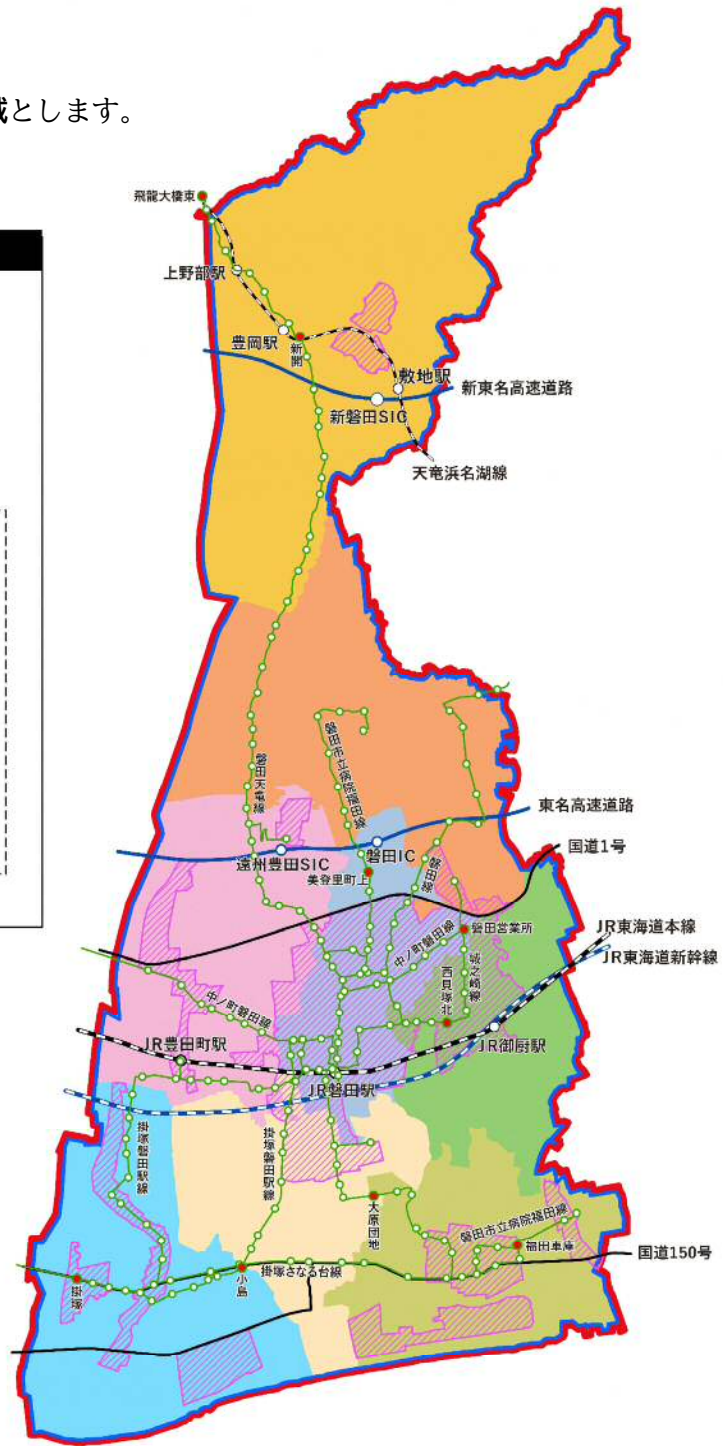 域とします。
飛龍大橋東
上野部駅
豊岡駅
新開
敷地駅
新東名高速道路
新磐田SIC
天竜浜名湖線
磐田天竜線
磐田市立病院福田線
東名高速道路
遠州豊田SIC
磐田IC
国道1号
美登里町上
磐田線
磐田営業所
JR東海道本線
中ノ町磐田線
城之崎線
JR東海道新幹線
西貝塚北
中ノ町磐田線
JR豊田町駅
JR御厨駅
JR磐田駅
掛塚磐田駅線
掛塚磐田駅線
大原団地
磐田市立病院福田線
福田車庫
国道150号
掛塚さなる台線
小島
掛塚